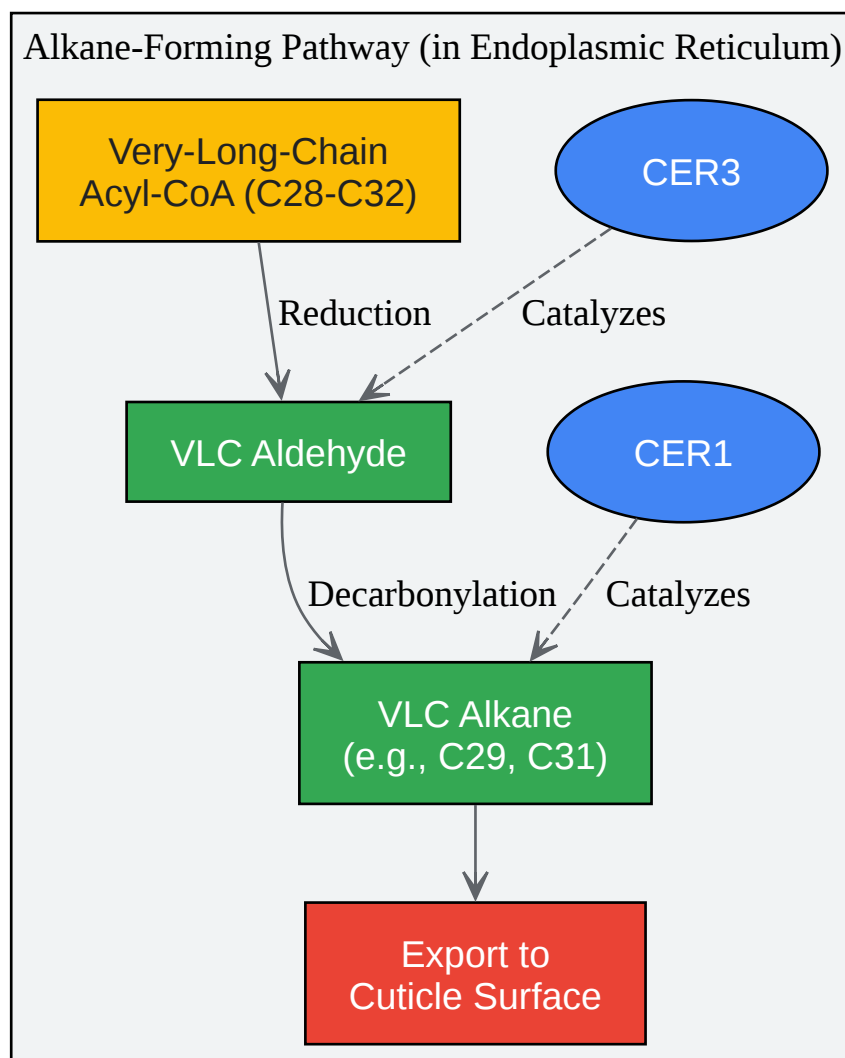 Alkane-Forming Pathway (in Endoplasmic Reticulum)
Very-Long-Chain
Acyl-CoA (C28-C32)
CER3
Reduction
Catalyzes
VLC Aldehyde
CER1
Decarbonylation
Catalyzes
VLC Alkane
(e.g., C29, C31)
Export to
Cuticle Surface